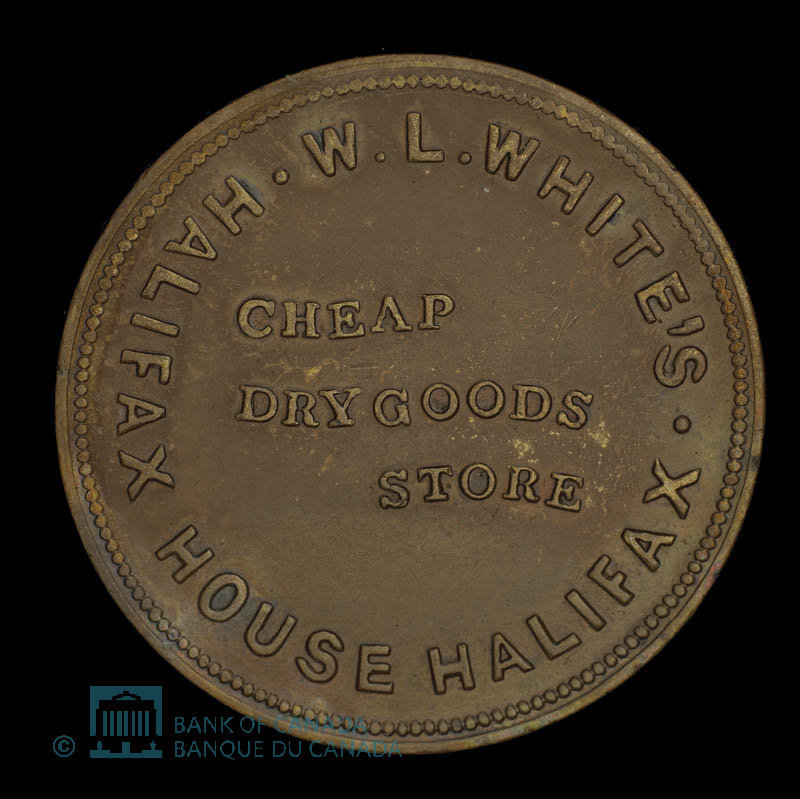 W. L. WHITE'S · HALIFAX HOUSE HALIFAX ·
CHEAP
DRY GOODS
STORE
© BANK OF CANADA
BANQUE DU CANADA